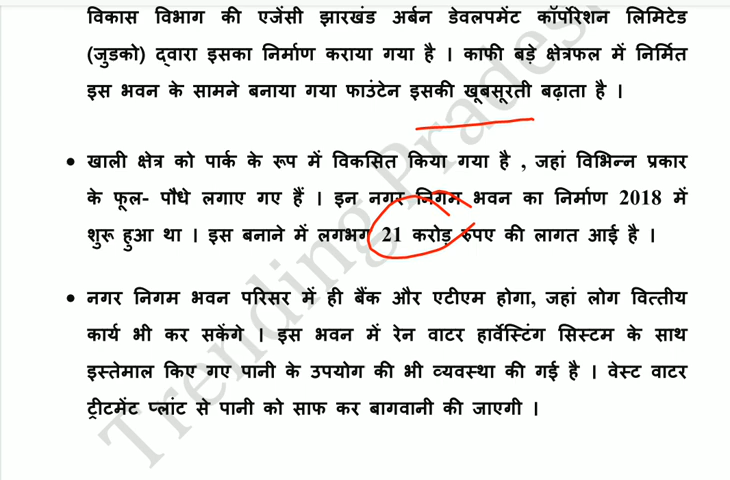 विकास विभाग की एजेंसी झारखंड अर्बन डेवलपमेंट कॉर्पोरेशन लिमिटेड
(जुडको) द्वारा इसका निर्माण कराया गया है । काफी बड़े क्षेत्रफल में निर्मित
इस भवन के सामने बनाया गया फाउंटेन इसकी खूबसूरती बढ़ाता है ।
• खाली क्षेत्र को पार्क के रूप में विकसित किया गया है , जहां विभिन्न प्रकार
के फूल- पौधे लगाए गए हैं । इन नगर निगम भवन का निर्माण 2018 में
शुरू हुआ था । इस बनाने में लगभग 21 करोड़ रुपए की लागत आई है ।
• नगर निगम भवन परिसर में ही बैंक और एटीएम होगा, जहां लोग वित्तीय
कार्य भी कर सकेंगे । इस भवन में रेन वाटर हार्वेस्टिंग सिस्टम के साथ
इस्तेमाल किए गए पानी के उपयोग की भी व्यवस्था की गई है । वेस्ट वाटर
ट्रीटमेंट प्लांट से पानी को साफ कर बागवानी की जाएगी ।
Trending Prades